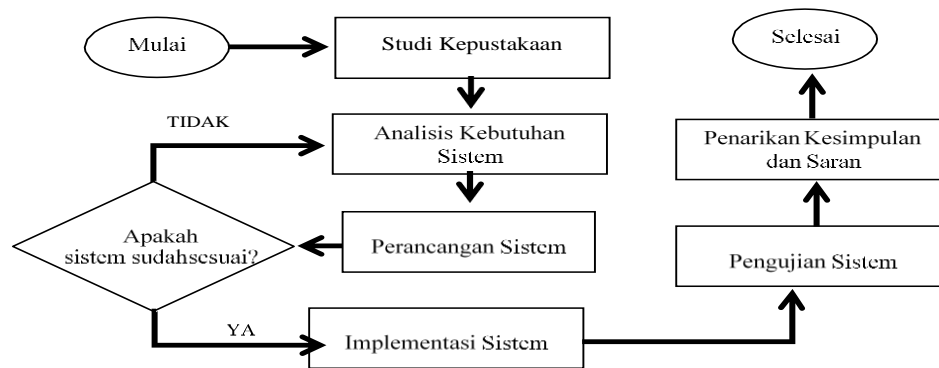 Mulai
Studi Kepustakaan
Analisis Kebutuhan
Sistem
Perancangan Sistem
Apakah
sistem sudahsesuai?
TIDAK
YA
Implementasi Sistem
Pengujian Sistem
Penarikan Kesimpulan
dan Saran
Selesai